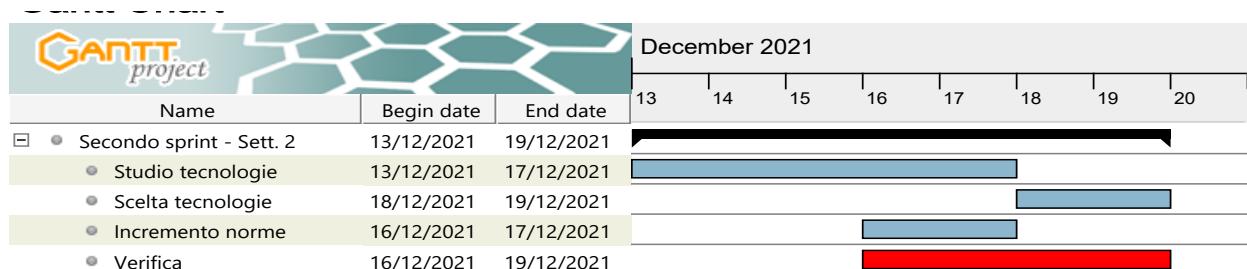 Gantt Chart
GANTT
project
December 2021
13 14 15 16 17 18 19 20
Name Begin date End date
Secondo sprint - Sett. 2 13/12/2021 19/12/2021
Studio tecnologie 13/12/2021 17/12/2021
Scelta tecnologie 18/12/2021 19/12/2021
Incremento norme 16/12/2021 17/12/2021
Verifica 16/12/2021 19/12/2021